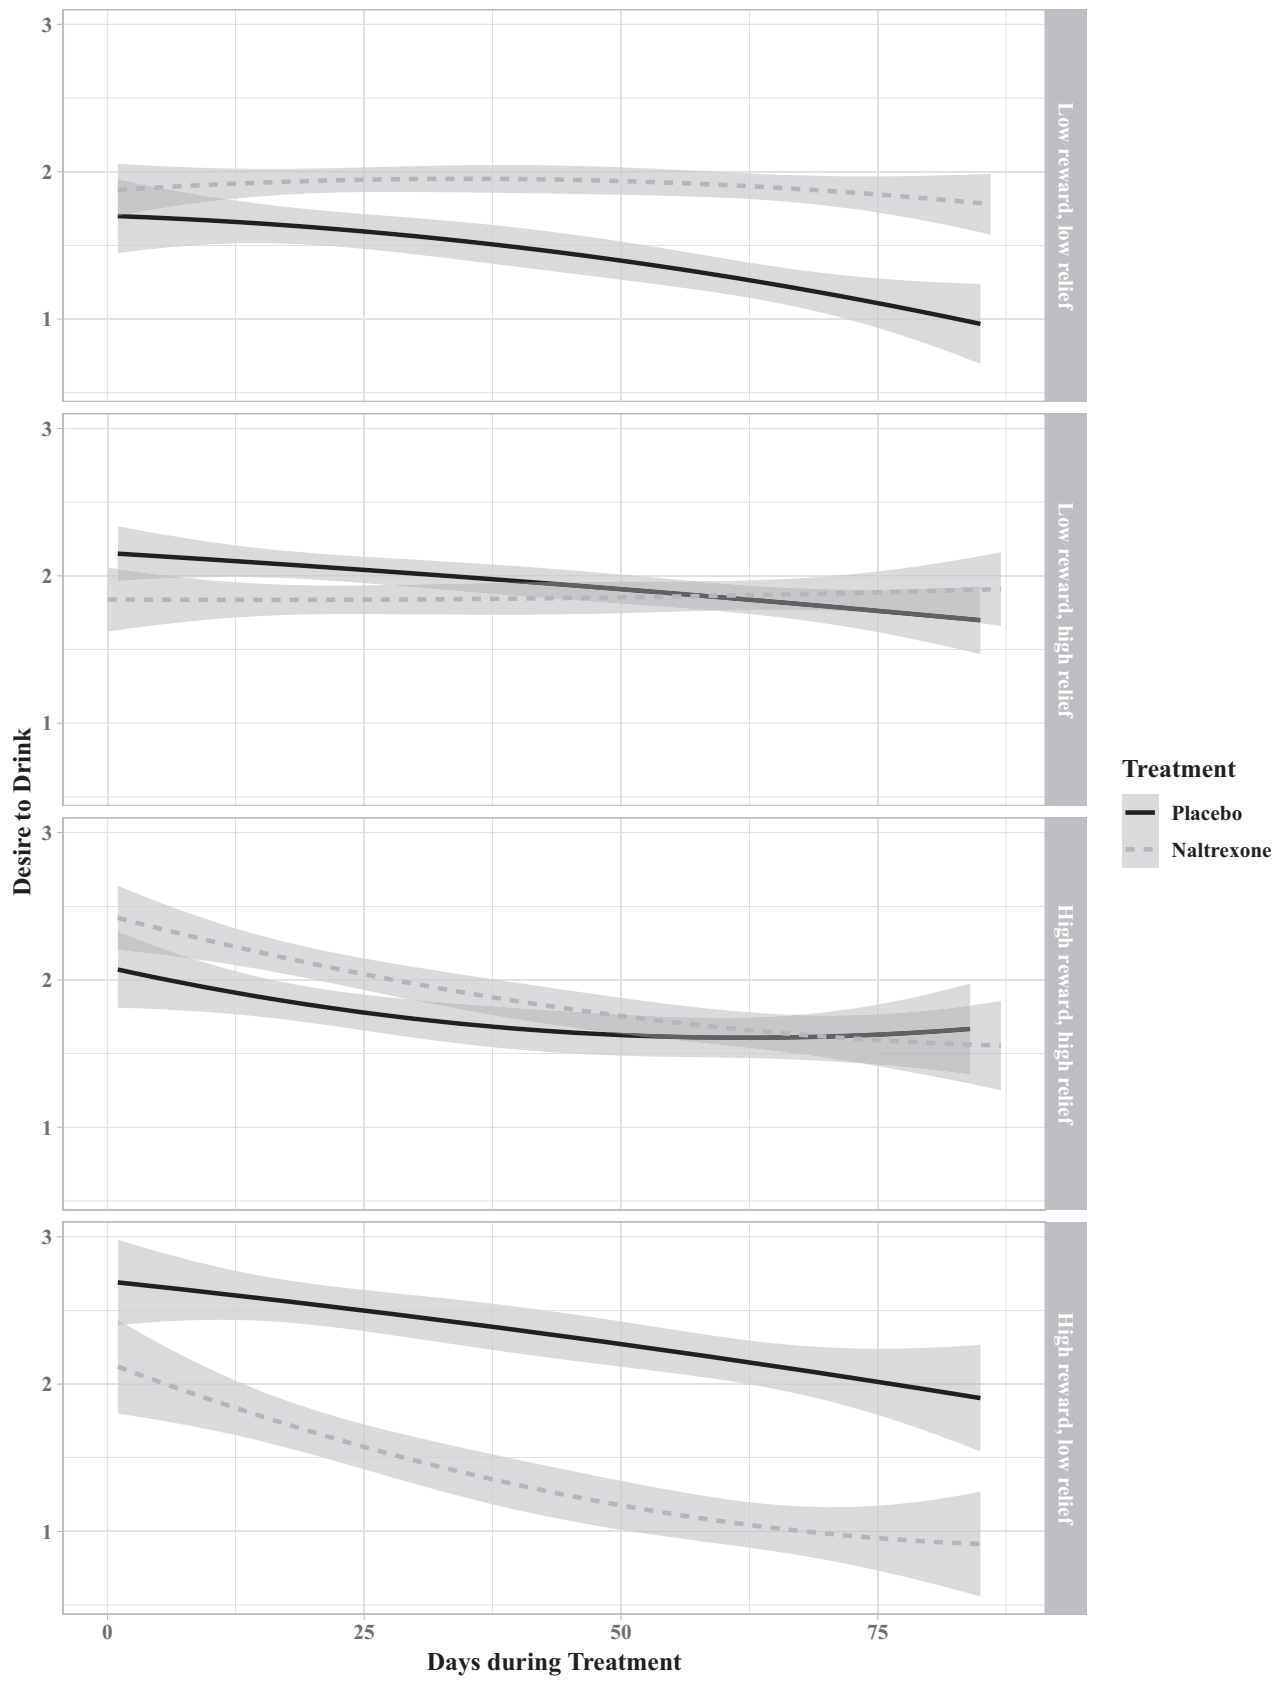 3
2
1
Low reward, low relief
3
2
1
Low reward, high relief
3
2
1
High reward, high relief
3
2
1
High reward, low relief
Desire to Drink
0 25 50 75
Days during Treatment
Treatment
Placebo
Naltrexone